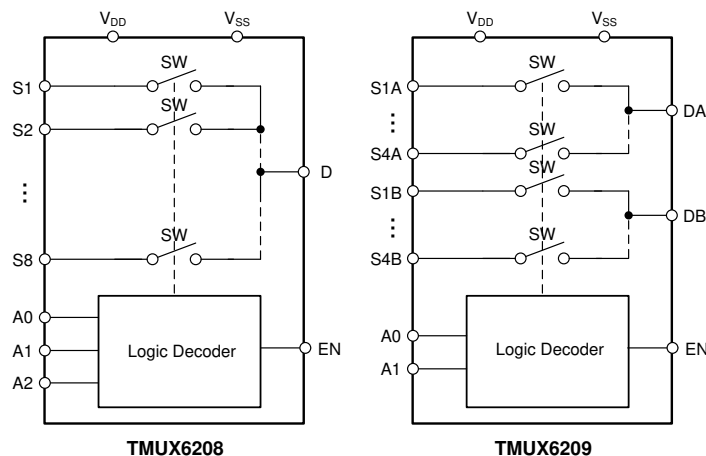 VDD VSS
S1 SW
S2 SW
...
D
S8 SW
A0
A1 Logic Decoder EN
A2
TMUX6208
VDD VSS
S1A SW
DA
...
S4A SW
S1B SW
DB
...
S4B SW
A0
Logic Decoder EN
A1
TMUX6209